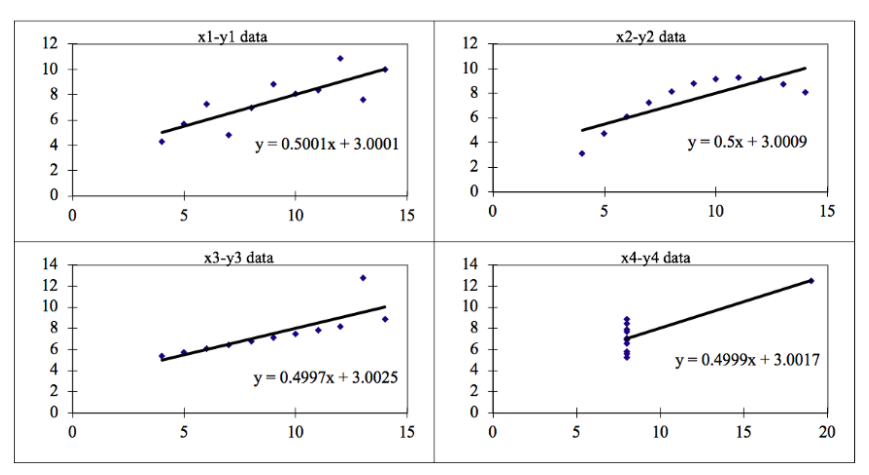 x1-y1 data
12
10
8
6
4
2
0
y = 0.5001x + 3.0001
0 5 10 15
x2-y2 data
12
10
8
6
4
2
0
y = 0.5x + 3.0009
0 5 10 15
x3-y3 data
14
12
10
8
6
4
2
0
y = 0.4997x + 3.0025
0 5 10 15
x4-y4 data
14
12
10
8
6
4
2
0
y = 0.4999x + 3.0017
0 5 10 15 20